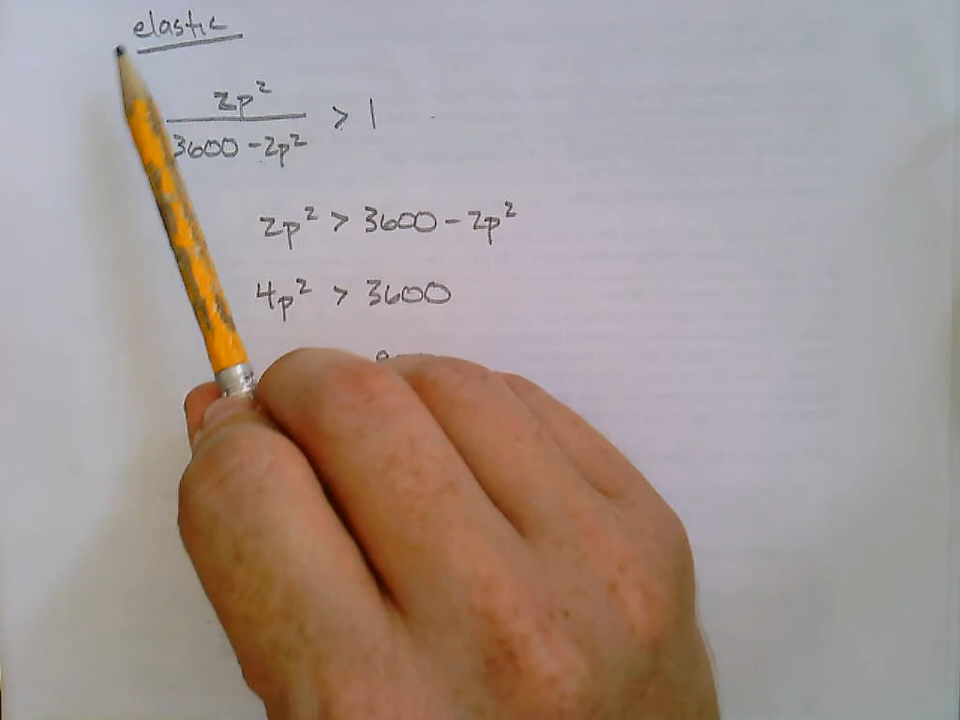 elastic
2p² / (3600 - 2p²) > 1
2p² > 3600 - 2p²
4p² > 3600